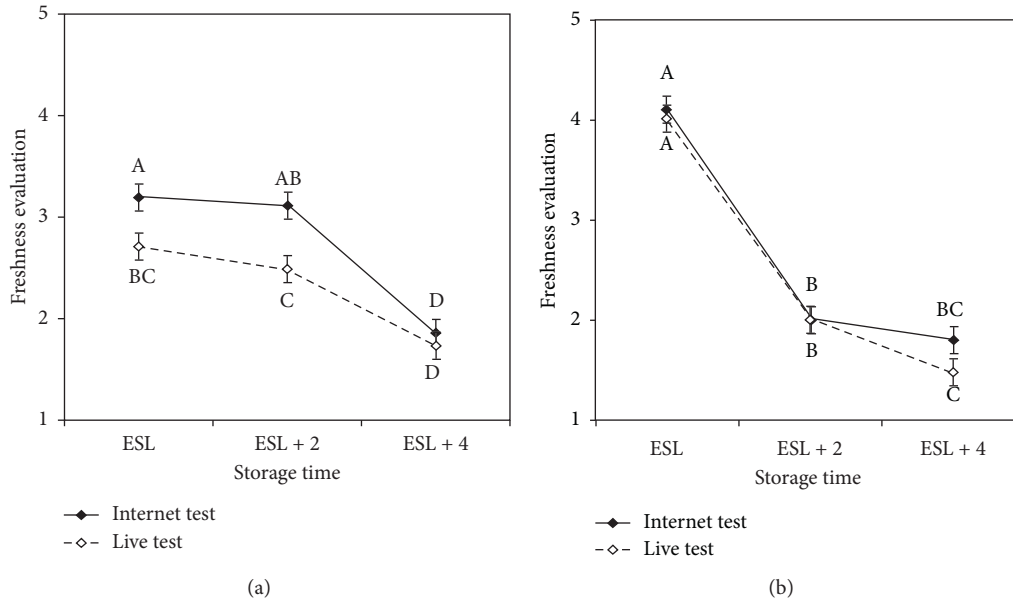 5
4
3
2
1
Freshness evaluation
A
AB
BC
C
D
D
ESL
ESL + 2
ESL + 4
Storage time
Internet test
Live test
(a)
5
4
3
2
1
Freshness evaluation
A
A
B
B
BC
C
ESL
ESL + 2
ESL + 4
Storage time
Internet test
Live test
(b)